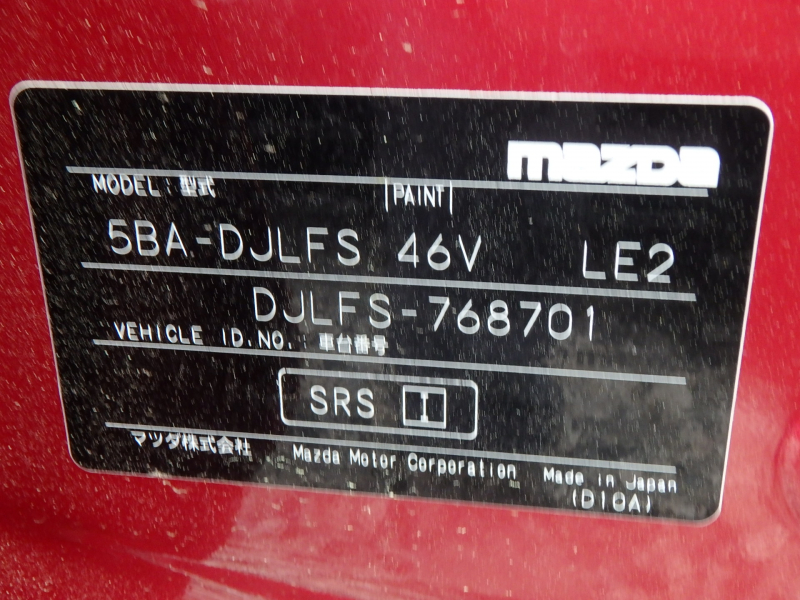 mazda
MODEL : 型式 PAINT
5BA-DJLFS 46V LE2
DJLFS-768701
VEHICLE ID.NO. : 車台番号
SRS I
マツダ株式会社 Mazda Motor Corporation Made in Japan
(D10A)